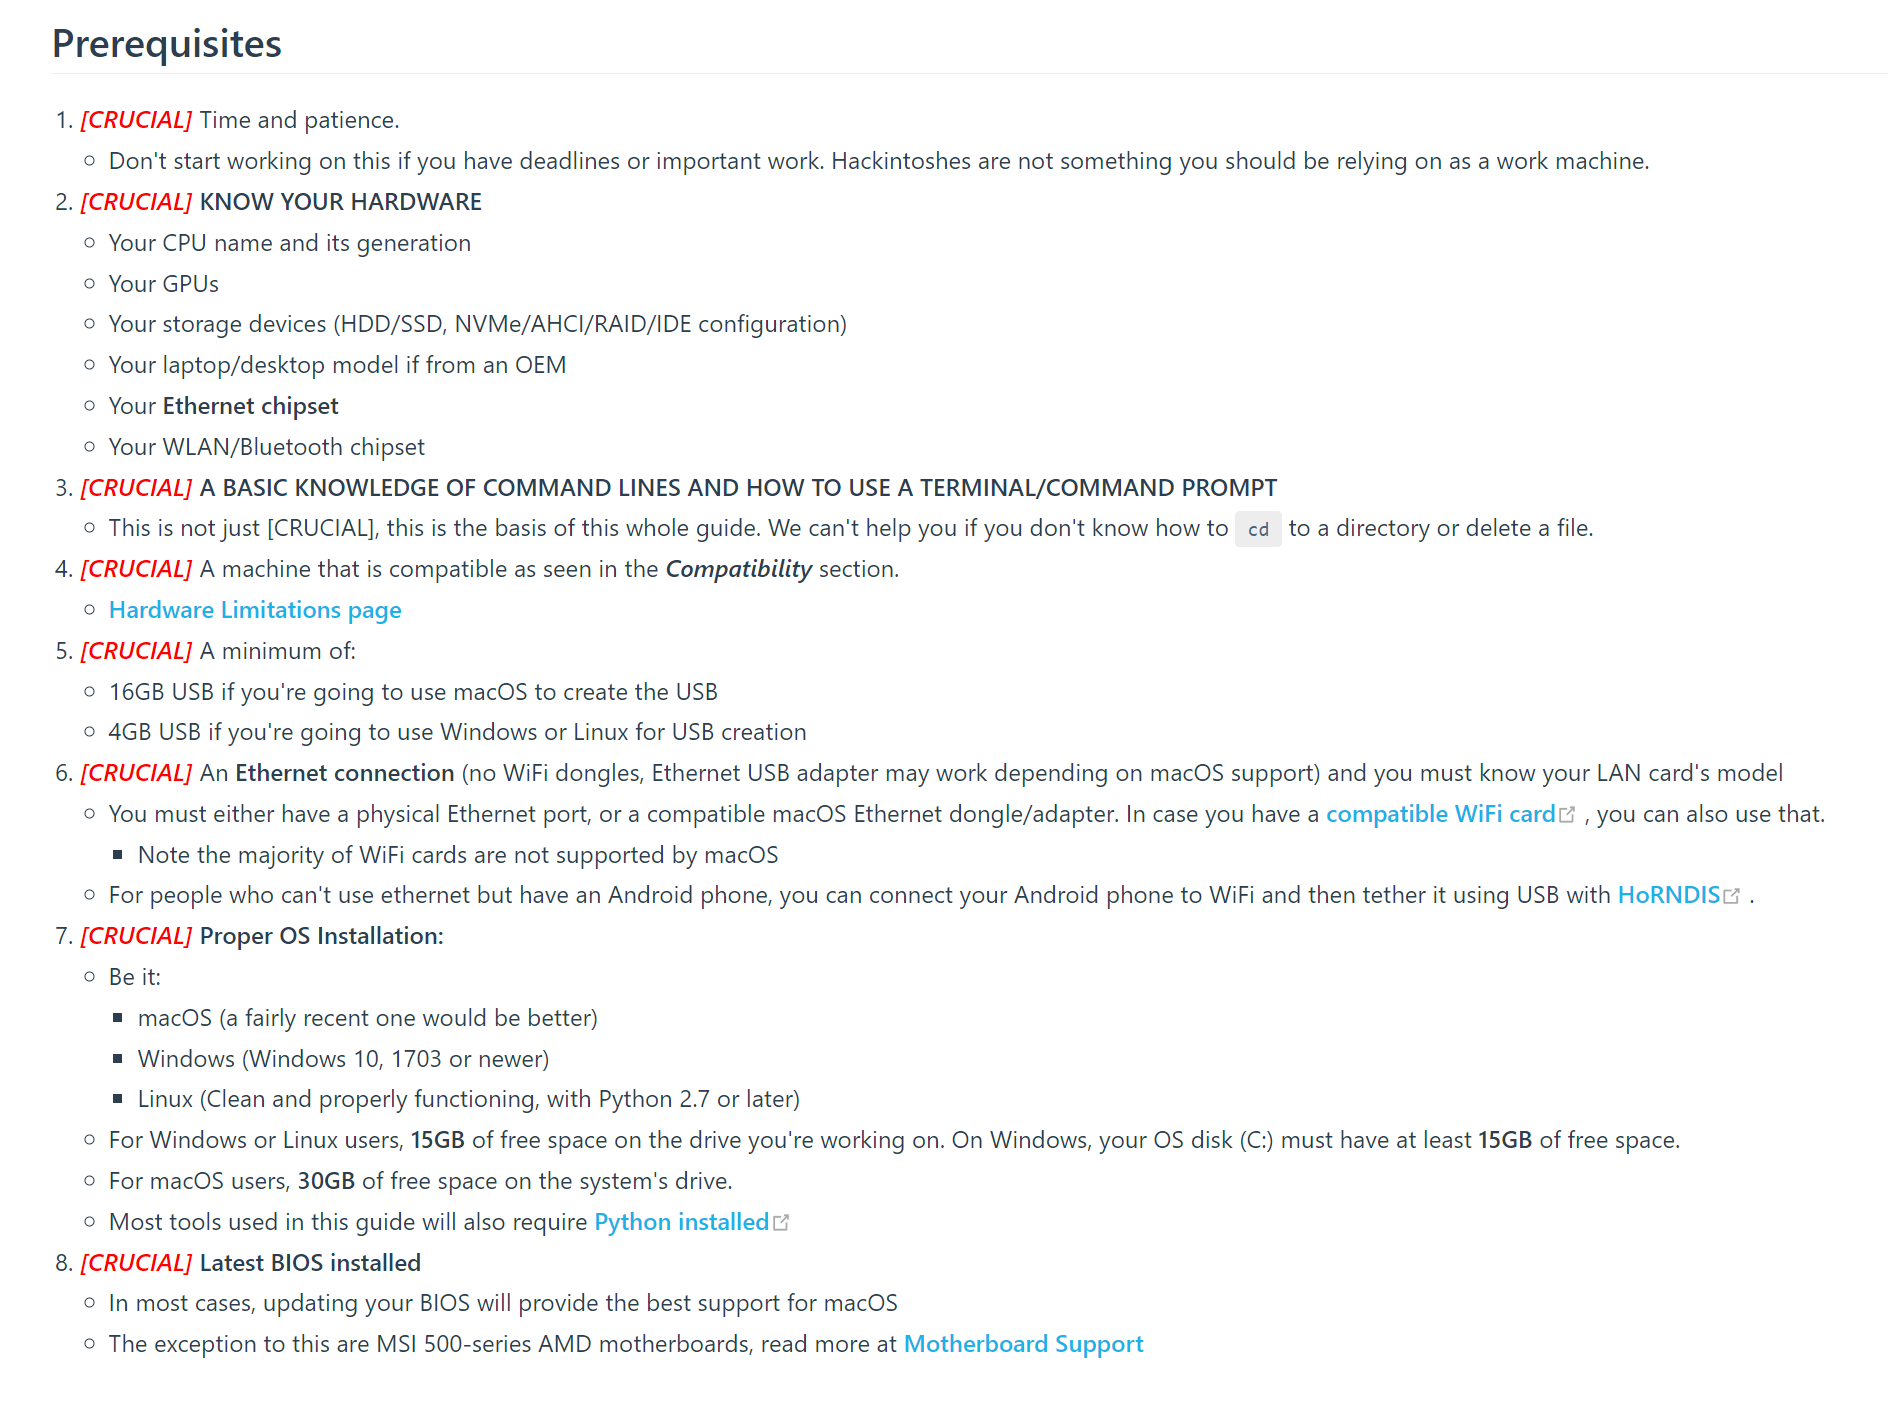 Prerequisites
1. [CRUCIAL] Time and patience.
Don't start working on this if you have deadlines or important work. Hackintoshes are not something you should be relying on as a work machine.
2. [CRUCIAL] KNOW YOUR HARDWARE
Your CPU name and its generation
Your GPUs
Your storage devices (HDD/SSD, NVMe/AHCI/RAID/IDE configuration)
Your laptop/desktop model if from an OEM
Your Ethernet chipset
Your WLAN/Bluetooth chipset
3. [CRUCIAL] A BASIC KNOWLEDGE OF COMMAND LINES AND HOW TO USE A TERMINAL/COMMAND PROMPT
This is not just [CRUCIAL], this is the basis of this whole guide. We can't help you if you don't know how to cd to a directory or delete a file.
4. [CRUCIAL] A machine that is compatible as seen in the Compatibility section.
Hardware Limitations page
5. [CRUCIAL] A minimum of:
16GB USB if you're going to use macOS to create the USB
4GB USB if you're going to use Windows or Linux for USB creation
6. [CRUCIAL] An Ethernet connection (no WiFi dongles, Ethernet USB adapter may work depending on macOS support) and you must know your LAN card's model
You must either have a physical Ethernet port, or a compatible macOS Ethernet dongle/adapter. In case you have a compatible WiFi card , you can also use that.
Note the majority of WiFi cards are not supported by macOS
For people who can't use ethernet but have an Android phone, you can connect your Android phone to WiFi and then tether it using USB with HoRNDIS .
7. [CRUCIAL] Proper OS Installation:
Be it:
macOS (a fairly recent one would be better)
Windows (Windows 10, 1703 or newer)
Linux (Clean and properly functioning, with Python 2.7 or later)
For Windows or Linux users, 15GB of free space on the drive you're working on. On Windows, your OS disk (C:) must have at least 15GB of free space.
For macOS users, 30GB of free space on the system's drive.
Most tools used in this guide will also require Python installed
8. [CRUCIAL] Latest BIOS installed
In most cases, updating your BIOS will provide the best support for macOS
The exception to this are MSI 500-series AMD motherboards, read more at Motherboard Support